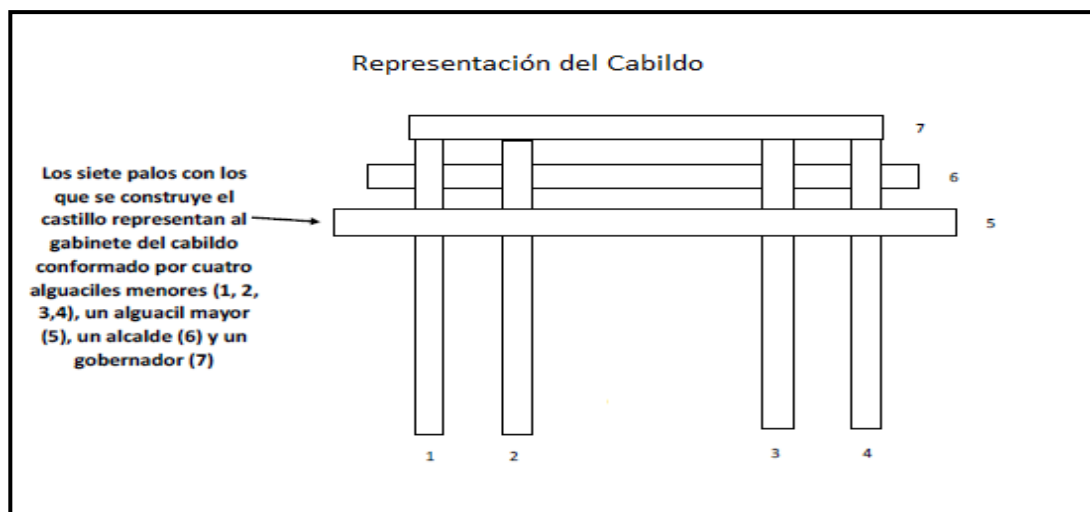 Representación del Cabildo
7
Los siete palos con los
que se construye el
castillo representan al
gabinete del cabildo
conformado por cuatro
alguaciles menores (1, 2,
3,4), un alguacil mayor
(5), un alcalde (6) y un
gobernador (7)
6
5
1 2 3 4